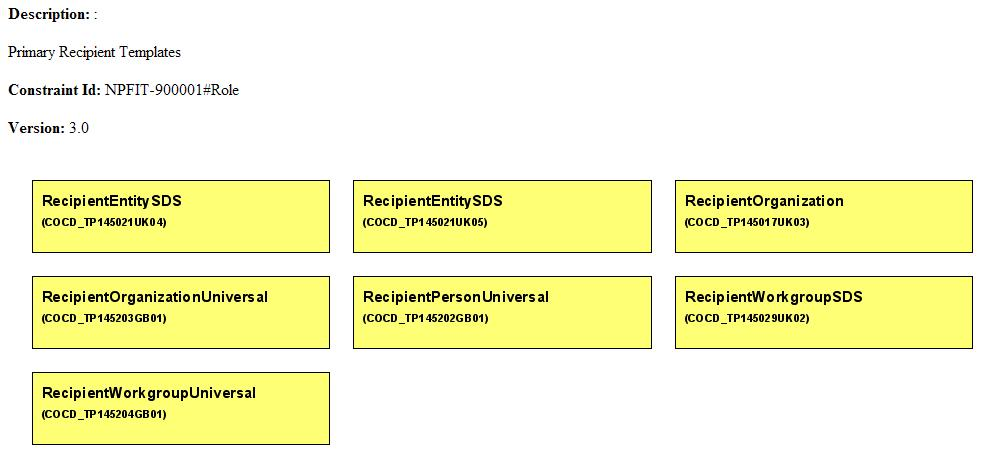 Description: :
Primary Recipient Templates
Constraint Id: NPFIT-900001#Role
Version: 3.0
RecipientEntitySDS
(COCD_TP145021UK04)
RecipientEntitySDS
(COCD_TP145021UK05)
RecipientOrganization
(COCD_TP145017UK03)
RecipientOrganizationUniversal
(COCD_TP145203GB01)
RecipientPersonUniversal
(COCD_TP145202GB01)
RecipientWorkgroupSDS
(COCD_TP145029UK02)
RecipientWorkgroupUniversal
(COCD_TP145204GB01)